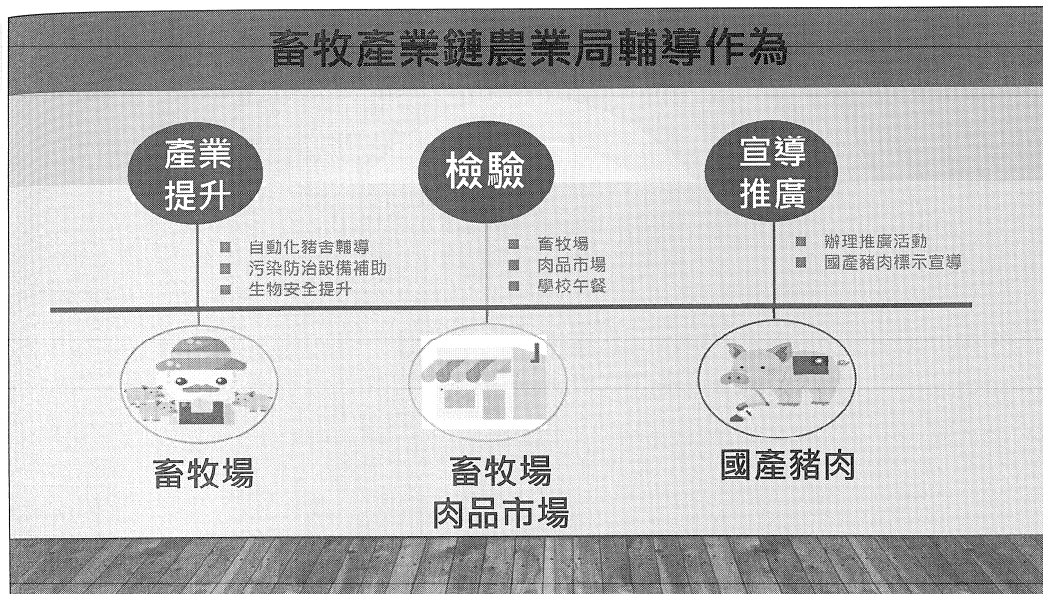 畜牧產業鏈農業局輔導作為
產業
提升
自動化豬舍輔導
污染防治設備補助
生物安全提升
畜牧場
檢驗
畜牧場
肉品市場
學校午餐
畜牧場
肉品市場
宣導
推廣
辦理推廣活動
國產豬肉標示宣導
國產豬肉